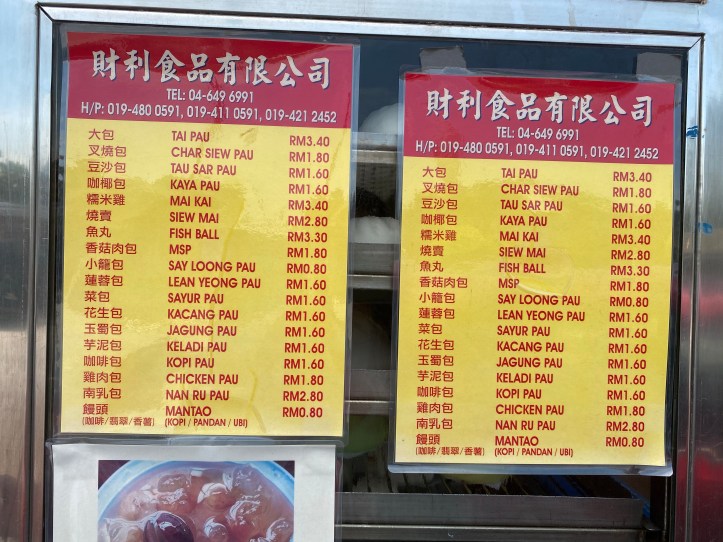 財利食品有限公司
TEL: 04-649 6991
H/P: 019-480 0591, 019-411 0591, 019-421 2452
大包 TAI PAU RM3.40
叉燒包 CHAR SIEW PAU RM1.80
豆沙包 TAU SAR PAU RM1.60
咖椰包 KAYA PAU RM1.60
糯米雞 MAI KAI RM3.40
燒賣 SIEW MAI RM2.80
魚丸 FISH BALL RM3.30
香菇肉包 MSP RM1.80
小籠包 SAY LOONG PAU RM0.80
蓮蓉包 LEAN YEONG PAU RM1.60
菜包 SAYUR PAU RM1.60
花生包 KACANG PAU RM1.60
玉蜀包 JAGUNG PAU RM1.60
芋泥包 KELADI PAU RM1.60
咖啡包 KOPI PAU RM1.60
雞肉包 CHICKEN PAU RM1.80
南乳包 NAN RU PAU RM2.80
饅頭 MANTAO RM0.80
(咖啡/翡翠/香薯) (KOPI / PANDAN / UBI)
財利食品有限公司
TEL: 04-649 6991
H/P: 019-480 0591, 019-411 0591, 019-421 2452
大包 TAI PAU RM3.40
叉燒包 CHAR SIEW PAU RM1.80
豆沙包 TAU SAR PAU RM1.60
咖椰包 KAYA PAU RM1.60
糯米雞 MAI KAI RM3.40
燒賣 SIEW MAI RM2.80
魚丸 FISH BALL RM3.30
香菇肉包 MSP RM1.80
小籠包 SAY LOONG PAU RM0.80
蓮蓉包 LEAN YEONG PAU RM1.60
菜包 SAYUR PAU RM1.60
花生包 KACANG PAU RM1.60
玉蜀包 JAGUNG PAU RM1.60
芋泥包 KELADI PAU RM1.60
咖啡包 KOPI PAU RM1.60
雞肉包 CHICKEN PAU RM1.80
南乳包 NAN RU PAU RM2.80
饅頭 MANTAO RM0.80
(咖啡/翡翠/香薯) (KOPI / PANDAN / UBI)